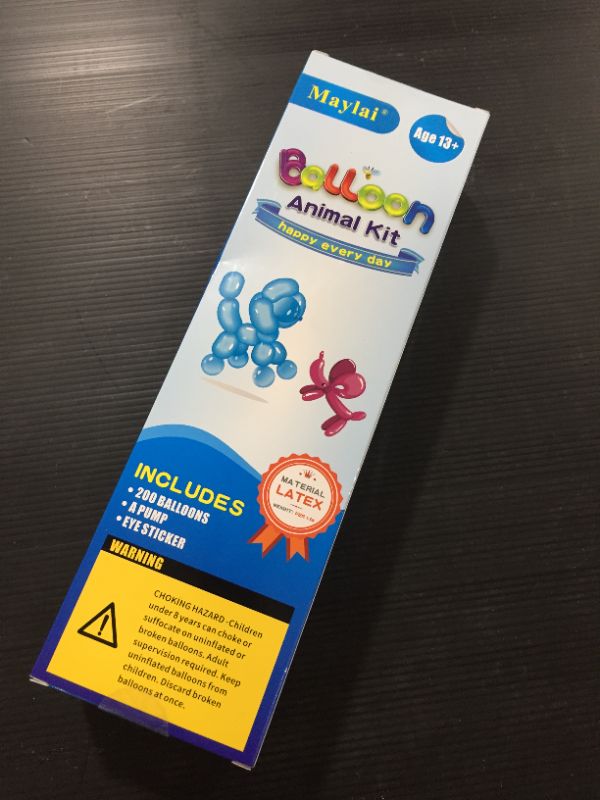 Maylai®
Age 13+
Balloon
Animal Kit
happy every day
INCLUDES
• 200 BALLOONS
• A PUMP
• EYE STICKER
MATERIAL
LATEX
WEIGHT:
WARNING
CHOKING HAZARD-Children
under 8 years can choke or
suffocate on uninflated or
broken balloons. Adult
supervision required. Keep
uninflated balloons from
children. Discard broken
balloons at once.